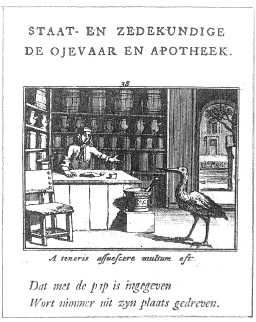 STAAT- EN ZEDEKUNDIGE
DE OJEVAAR EN APOTHEEK.
38
A teneris assuescere multum est.
Dat met de pap is ingegeven
Wort nimmer uit zyn plaats gedreven.